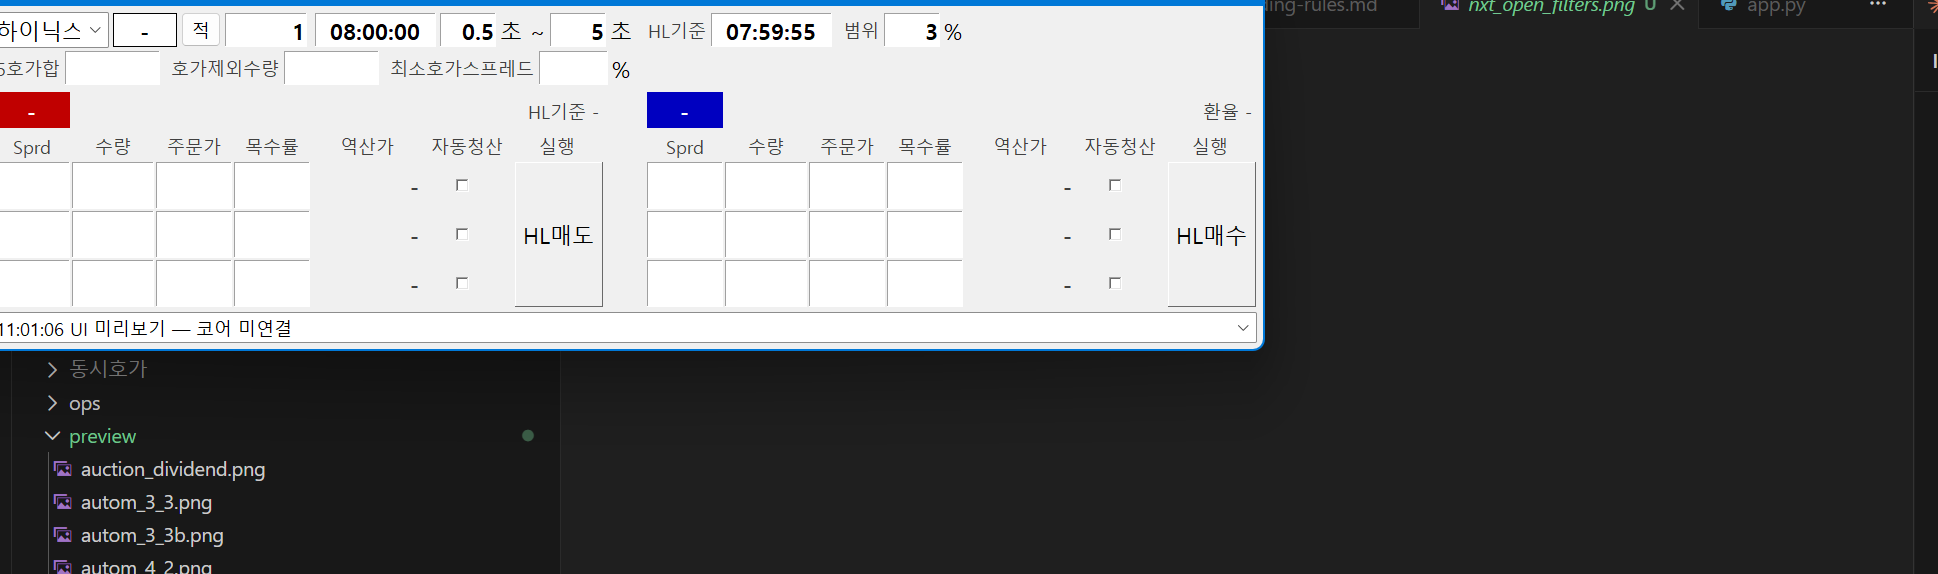 하이닉스 - 적 1 08:00:00 0.5 초 ~ 5 초 HL기준 07:59:55 범위 3 %
5호가합 호가제외수량 최소호가스프레드 %
- HL기준 - - 환율 -
Sprd 수량 주문가 목수률 역산가 자동청산 실행 Sprd 수량 주문가 목수률 역산가 자동청산 실행
- -
- HL매도 - HL매수
- -
11:01:06 UI 미리보기 — 코어 미연결
ling-rules.md nxt_open_filters.png U app.py ...
동시호가
ops
preview
auction_dividend.png
autom_3_3.png
autom_3_3b.png
autom_4_2.png